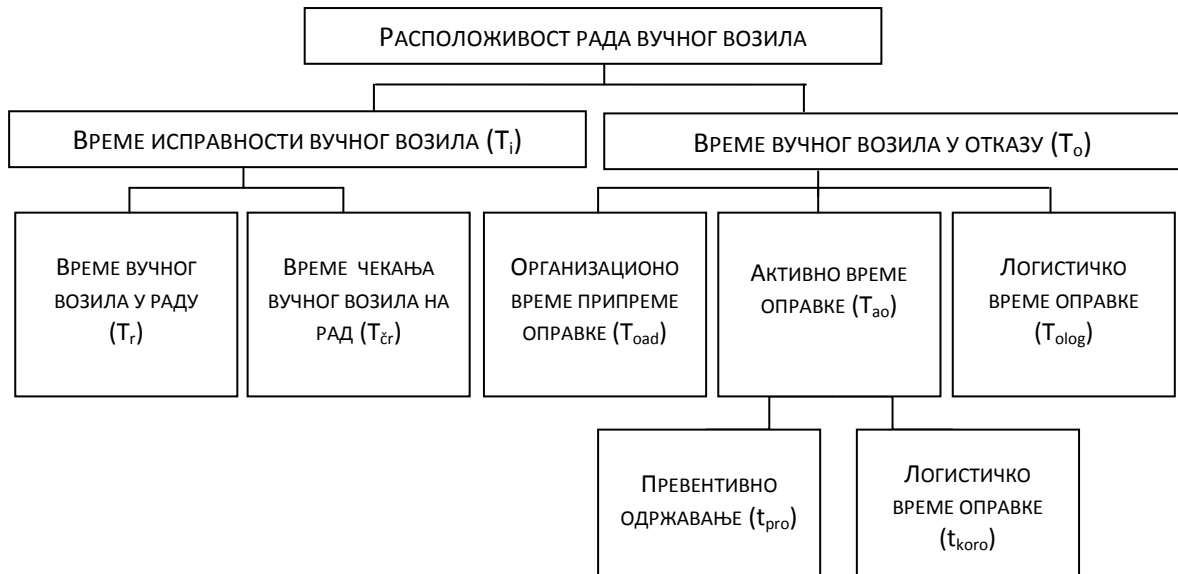 РАСПОЛОЖИВОСТ РАДА ВУЧНОГ ВОЗИЛА
ВРЕМЕ ИСПРАВНОСТИ ВУЧНОГ ВОЗИЛА (Ti)
ВРЕМЕ ВУЧНОГ ВОЗИЛА У ОТКАЗУ (To)
ВРЕМЕ ВУЧНОГ
ВОЗИЛА У РАДУ
(Tr)
ВРЕМЕ ЧЕКАЊА
ВУЧНОГ ВОЗИЛА НА
РАД (Tčr)
ОРГАНИЗАЦИОНО
ВРЕМЕ ПРИПРЕМЕ
ОПРАВКЕ (Toad)
АКТИВНО ВРЕМЕ
ОПРАВКЕ (Tao)
ЛОГИСТИЧКО
ВРЕМЕ ОПРАВКЕ
(Tolog)
ПРЕВЕНТИВНО
ОДРЖАВАЊЕ (tpro)
ЛОГИСТИЧКО
ВРЕМЕ ОПРАВКЕ
(tkoro)